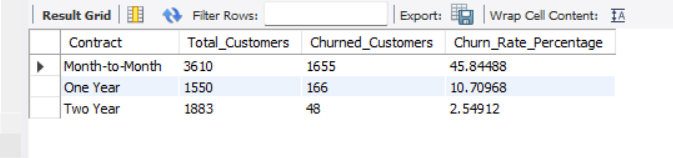 Result Grid Filter Rows: Export: Wrap Cell Content: IA
Contract Total_Customers Churned_Customers Churn_Rate_Percentage
Month-to-Month 3610 1655 45.84488
One Year 1550 166 10.70968
Two Year 1883 48 2.54912